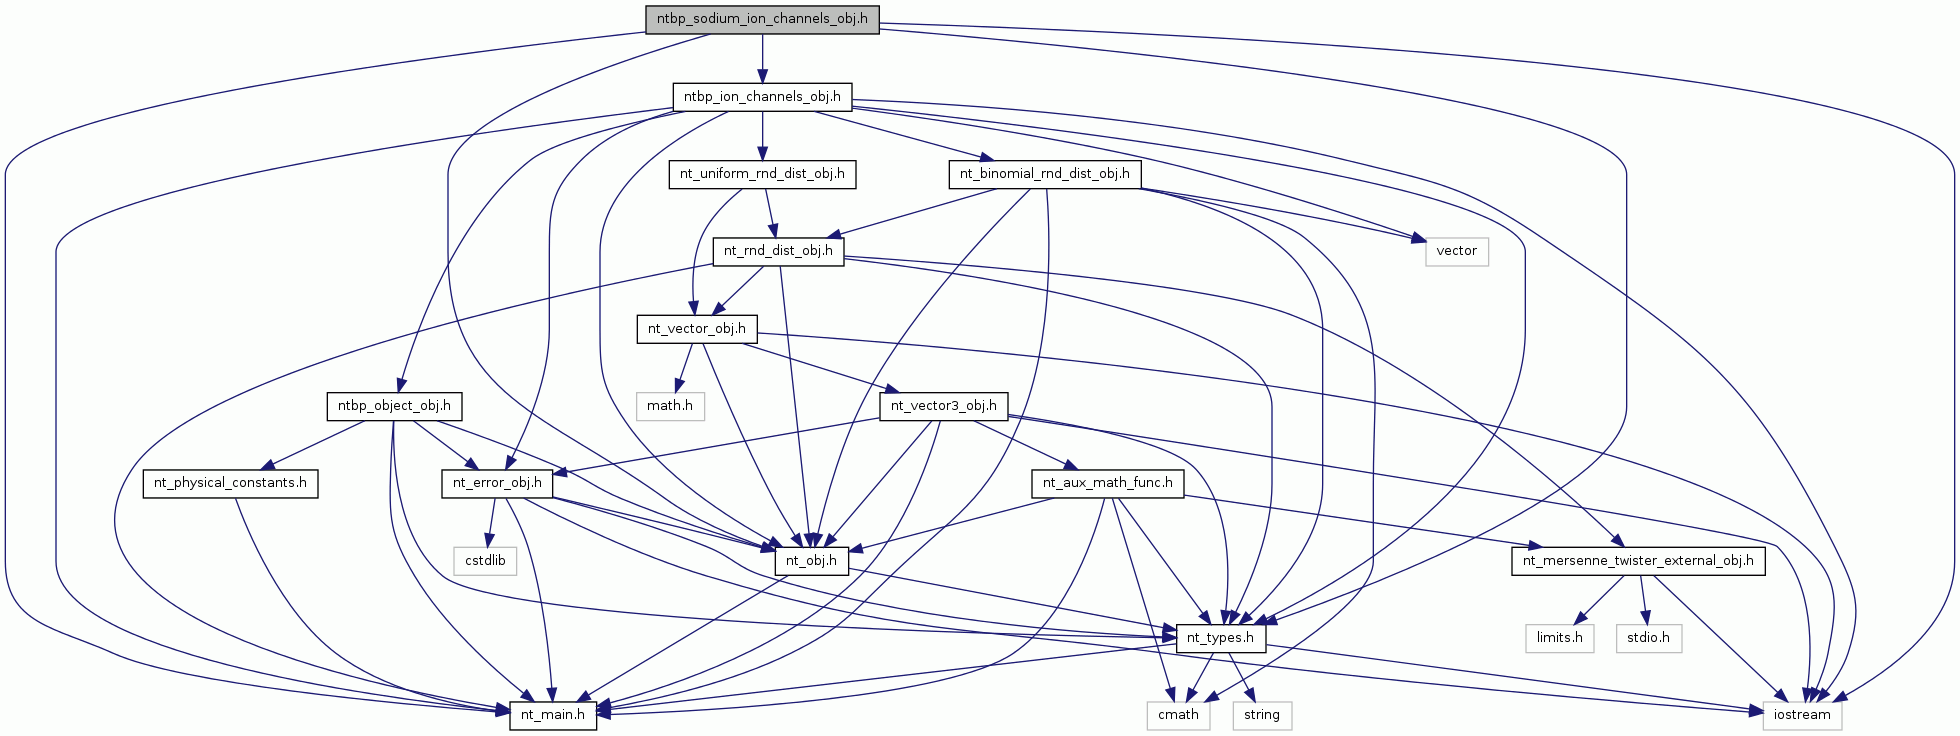 ntbp_sodium_ion_channels_obj.h
ntbp_ion_channels_obj.h
nt_uniform_rnd_dist_obj.h
nt_binomial_rnd_dist_obj.h
nt_rnd_dist_obj.h
vector
nt_vector_obj.h
ntbp_object_obj.h
math.h
nt_vector3_obj.h
nt_physical_constants.h
nt_error_obj.h
nt_aux_math_func.h
cstdlib
nt_obj.h
nt_mersenne_twister_external_obj.h
nt_types.h
limits.h
stdio.h
nt_main.h
cmath
string
iostream